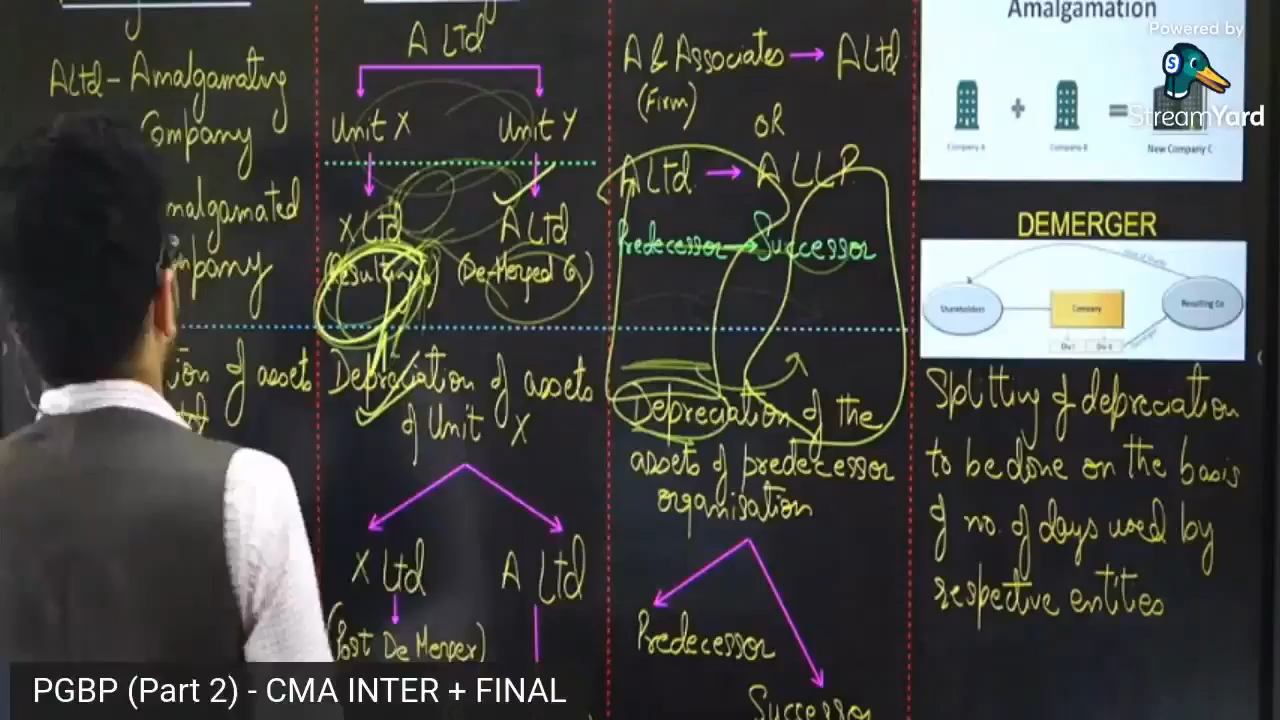 A Ltd - Amalgamating
Company
malgamated
mpany
ion of assets
A Ltd
Unit X
Unit Y
X Ltd
A Ltd
(Resulting
(De-Merged Co)
Depreciation of assets
of Unit X
X Ltd
A Ltd
(Post De Merger)
A & Associates → A Ltd
(Firm)
OR
A Ltd → A LLP
Predecessor → Successor
Depreciation of the
assets of predecessor
organisation
Predecessor
Successor
Amalgamation
+
=
Company A
Company B
New Company C
DEMERGER
Shareholders
Company
Resulting Co
Splitting of depreciation
to be done on the basis
of no. of days used by
respective entities
Powered by
S
StreamYard
PGBP (Part 2) - CMA INTER + FINAL